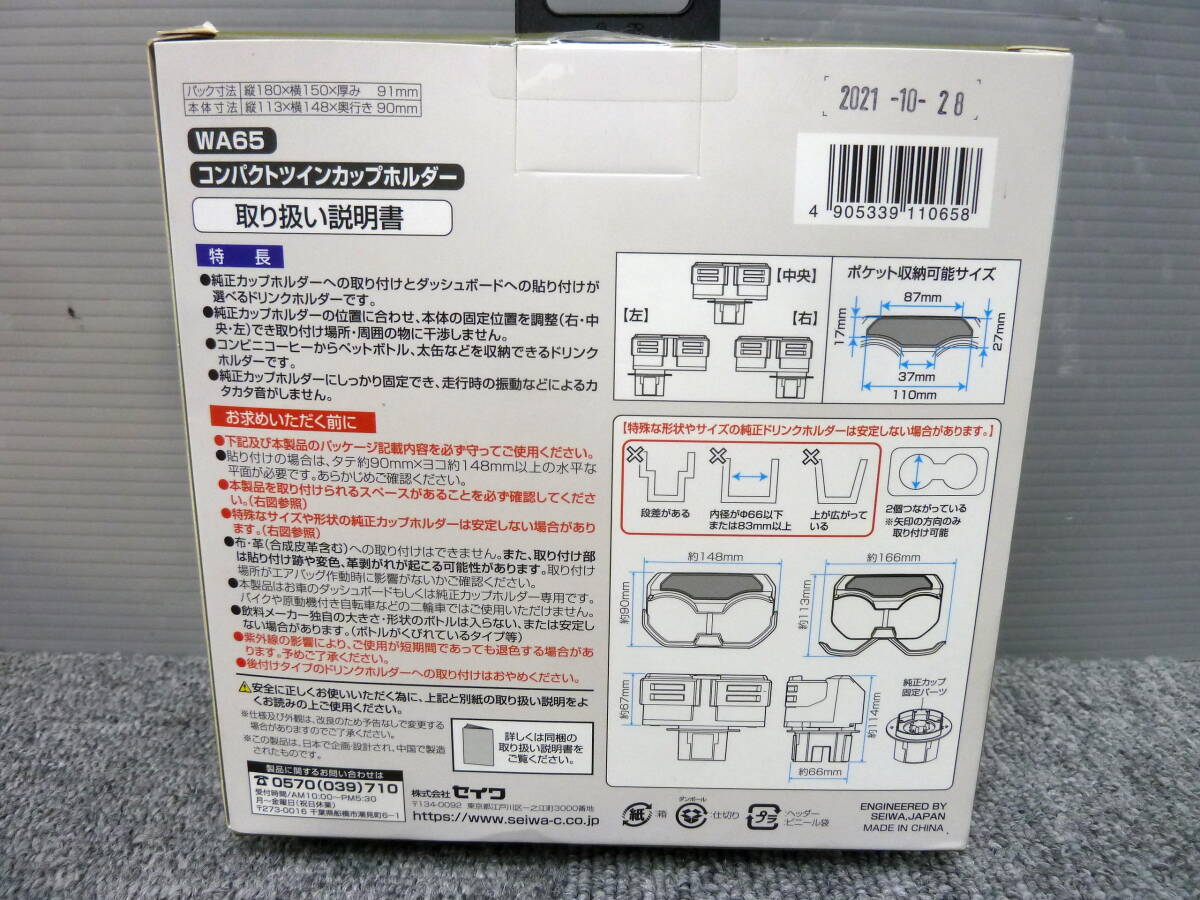 パック寸法 縦180×横150×厚み 91mm
本体寸法 縦113×横148×奥行き 90mm
WA65
コンパクトツインカップホルダー
取り扱い説明書
2021 -10- 28
4 905339 110658
特 長
●純正カップホルダーへの取り付けとダッシュボードへの貼り付けが
選べるドリンクホルダーです。
●純正カップホルダーの位置に合わせ、本体の固定位置を調整(右・中
央・左)でき取り付け場所・周囲の物に干渉しません。
●コンビニコーヒーからペットボトル、太缶などを収納できるドリンク
ホルダーです。
●純正カップホルダーにしっかり固定でき、走行時の振動などによるカ
タカタ音がしません。
お求めいただく前に
●下記及び本製品のパッケージ記載内容を必ず守ってご使用ください。
●貼り付けの場合は、タテ約90mm×ヨコ約148mm以上の水平な
平面が必要です。あらかじめご確認ください。
●本製品を取り付けられるスペースがあることを必ず確認してくださ
い。(右図参照)
●特殊なサイズや形状の純正カップホルダーは安定しない場合があり
ます。(右図参照)
●布・革(合成皮革含む)への取り付けはできません。また、取り付け部
は貼り付け跡や変色、革剥がれが起こる可能性があります。取り付け
場所がエアバッグ作動時に影響がないかご確認ください。
●本製品はお車のダッシュボードもしくは純正カップホルダー専用です。
バイクや原動機付き自転車などの二輪車ではご使用いただけません。
●飲料メーカー独自の大きさ・形状のボトルは入らない、または安定し
ない場合があります。(ボトルがくびれているタイプ等)
●紫外線の影響により、ご使用が短期間であっても退色する場合があ
ります。予めご了承ください。
●後付けタイプのドリンクホルダーへの取り付けはおやめください。
⚠安全に正しくお使いいただく為に、上記と別紙の取り扱い説明をよ
くお読みの上ご使用ください。
※仕様及び外観は、改良のため予告なしで変更する
場合がありますのでご了承ください。
※この製品は、日本で企画・設計され、中国で製造
されたものです。
詳しくは同梱の
取り扱い説明書を
ご覧ください。
製品に関するお問い合わせは
☎0570(039)710
受付時間/AM10:00〜PM5:30
月〜金曜日(祝日休業)
〒273-0016 千葉県船橋市潮見町6-1
株式会社 セイワ
〒134-0092 東京都江戸川区一之江町3000番地
https://www.seiwa-c.co.jp
【中央】
【左】
【右】
ポケット収納可能サイズ
87mm
17mm
27mm
37mm
110mm
【特殊な形状やサイズの純正ドリンクホルダーは安定しない場合があります。】
段差がある
内径がΦ66以下
または83mm以上
上が広がって
いる
2個つながっている
※矢印の方向のみ
取り付け可能
約148mm
約90mm
約166mm
約113mm
約67mm
約114mm
約66mm
純正カップ
固定パーツ
紙 :箱
ダンボール
:仕切り
プラ :ヘッダー
ビニール袋
ENGINEERED BY
SEIWA,JAPAN
MADE IN CHINA